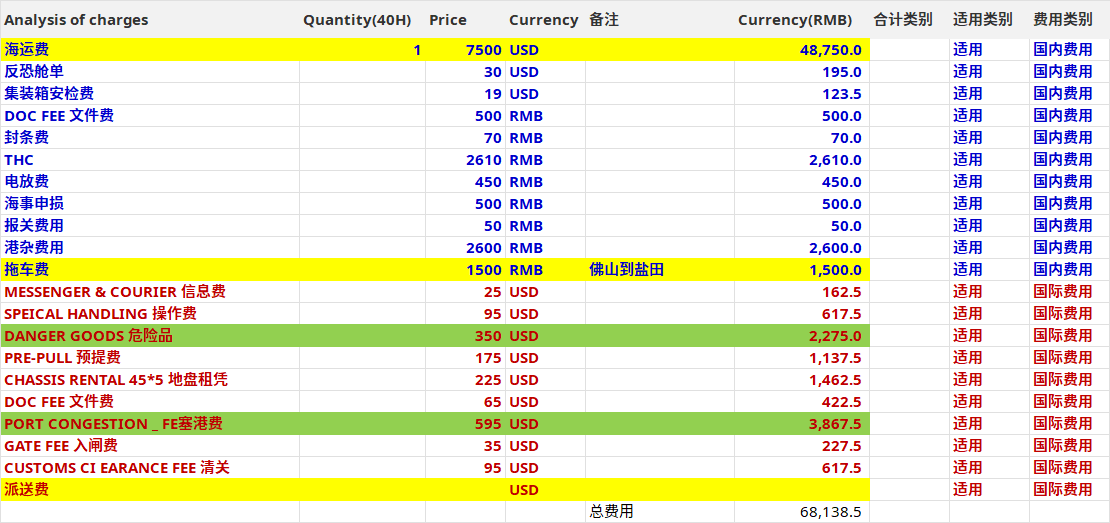 Analysis of charges Quantity(40H) Price Currency 备注 Currency(RMB) 合计类别 适用类别 费用类别
海运费 1 7500 USD 48,750.0 适用 国内费用
反恐舱单 30 USD 195.0 适用 国内费用
集装箱安检费 19 USD 123.5 适用 国内费用
DOC FEE 文件费 500 RMB 500.0 适用 国内费用
封条费 70 RMB 70.0 适用 国内费用
THC 2610 RMB 2,610.0 适用 国内费用
电放费 450 RMB 450.0 适用 国内费用
海事申损 500 RMB 500.0 适用 国内费用
报关费用 50 RMB 50.0 适用 国内费用
港杂费用 2600 RMB 2,600.0 适用 国内费用
拖车费 1500 RMB 佛山到盐田 1,500.0 适用 国内费用
MESSENGER & COURIER 信息费 25 USD 162.5 适用 国际费用
SPEICAL HANDLING 操作费 95 USD 617.5 适用 国际费用
DANGER GOODS 危险品 350 USD 2,275.0 适用 国际费用
PRE-PULL 预提费 175 USD 1,137.5 适用 国际费用
CHASSIS RENTAL 45*5 地盘租凭 225 USD 1,462.5 适用 国际费用
DOC FEE 文件费 65 USD 422.5 适用 国际费用
PORT CONGESTION _ FE塞港费 595 USD 3,867.5 适用 国际费用
GATE FEE 入闸费 35 USD 227.5 适用 国际费用
CUSTOMS CI EARANCE FEE 清关 95 USD 617.5 适用 国际费用
派送费 USD 适用 国际费用
总费用 68,138.5